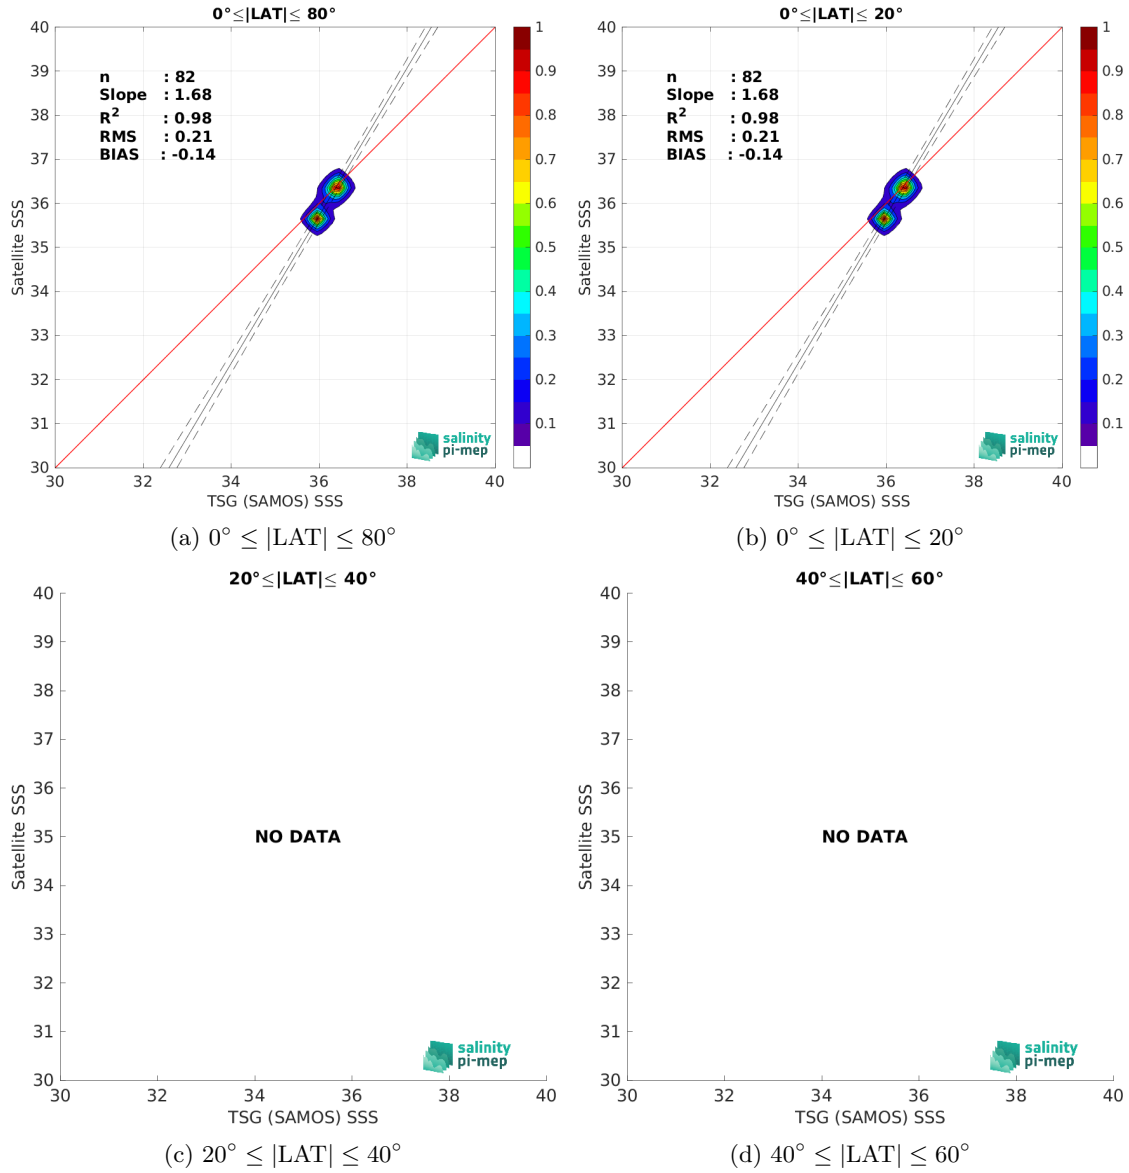 0°≤|LAT|≤ 80°
40
39
38
37
36
35
34
33
32
31
30
Satellite SSS
n : 82
Slope : 1.68
R² : 0.98
RMS : 0.21
BIAS : -0.14
salinity
pi-mep
30 32 34 36 38 40
TSG (SAMOS) SSS
1
0.9
0.8
0.7
0.6
0.5
0.4
0.3
0.2
0.1
(a) 0° ≤ |LAT| ≤ 80°
0°≤|LAT|≤ 20°
40
39
38
37
36
35
34
33
32
31
30
Satellite SSS
n : 82
Slope : 1.68
R² : 0.98
RMS : 0.21
BIAS : -0.14
salinity
pi-mep
30 32 34 36 38 40
TSG (SAMOS) SSS
1
0.9
0.8
0.7
0.6
0.5
0.4
0.3
0.2
0.1
(b) 0° ≤ |LAT| ≤ 20°
20°≤|LAT|≤ 40°
40
39
38
37
36
35
34
33
32
31
30
Satellite SSS
NO DATA
salinity
pi-mep
30 32 34 36 38 40
TSG (SAMOS) SSS
(c) 20° ≤ |LAT| ≤ 40°
40°≤|LAT|≤ 60°
40
39
38
37
36
35
34
33
32
31
30
Satellite SSS
NO DATA
salinity
pi-mep
30 32 34 36 38 40
TSG (SAMOS) SSS
(d) 40° ≤ |LAT| ≤ 60°